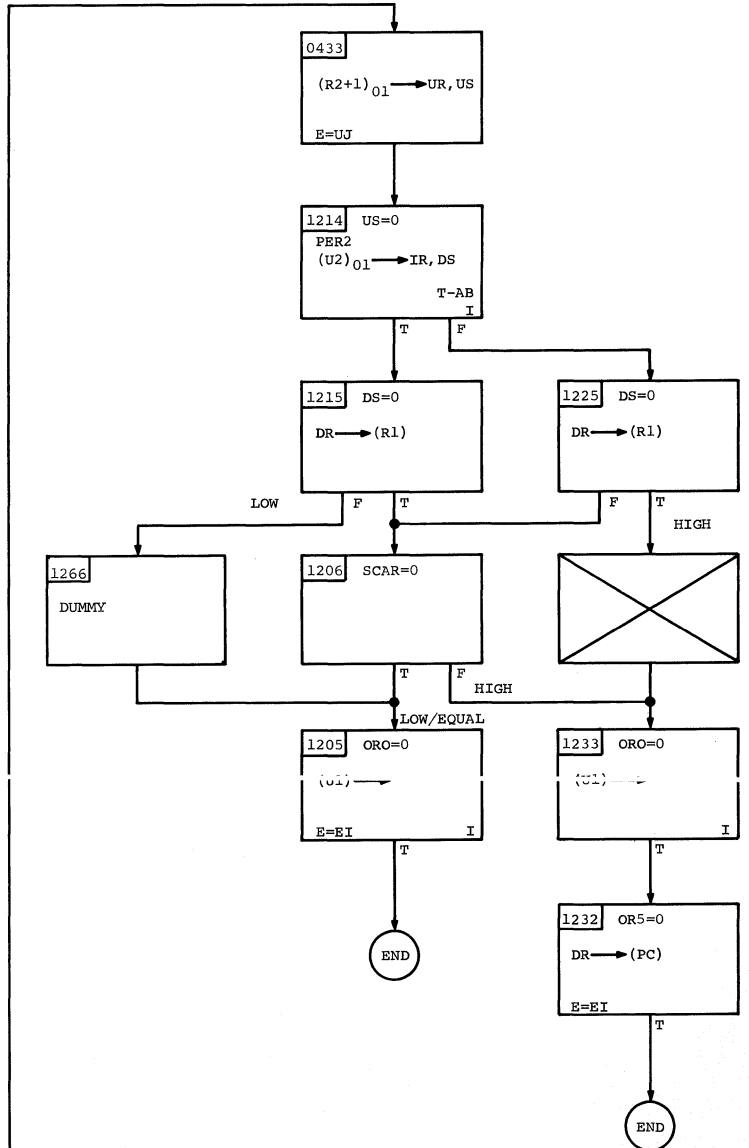 0433
(R2+1)01 → UR,US
E=UJ
1214 US=0
PER2
(U2)01 → IR,DS
T-AB
I
T F
1215 DS=0
DR → (R1)
1225 DS=0
DR → (R1)
LOW F T
F T
HIGH
1266
DUMMY
1206 SCAR=0
T F
HIGH
LOW/EQUAL
1205 ORO=0
(U1) →
E=EI I
T
1233 ORO=0
(U1) →
I
T
END
1232 OR5=0
DR → (PC)
E=EI
T
END